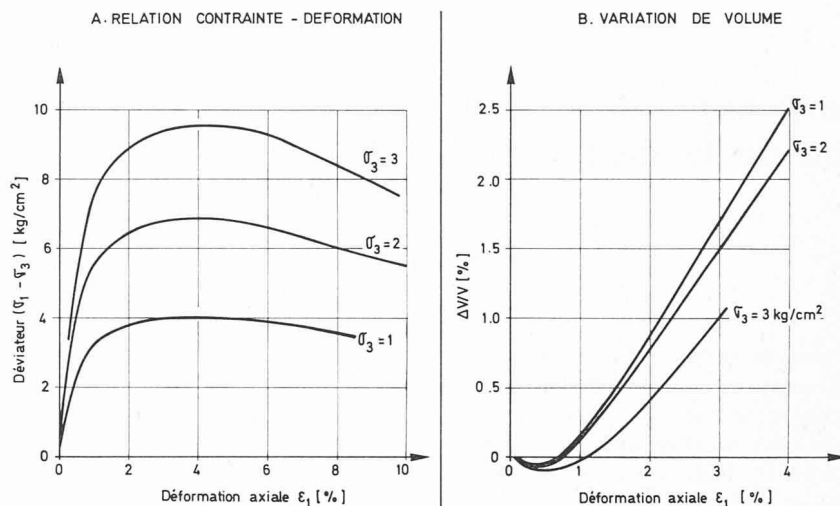 A. RELATION CONTRAINTE - DEFORMATION
Déviateur (σ₁ - σ₃) [kg/cm²]
10
8
6
4
2
0
σ₃=3
σ₃=2
σ₃=1
0 2 4 6 8 10
Déformation axiale ε₁ [%]
B. VARIATION DE VOLUME
ΔV/V [%]
2.5
2.0
1.5
1.0
0.5
0
σ₃=1
σ₃=2
σ₃=3 kg/cm²
0 1 2 3 4
Déformation axiale ε₁ [%]